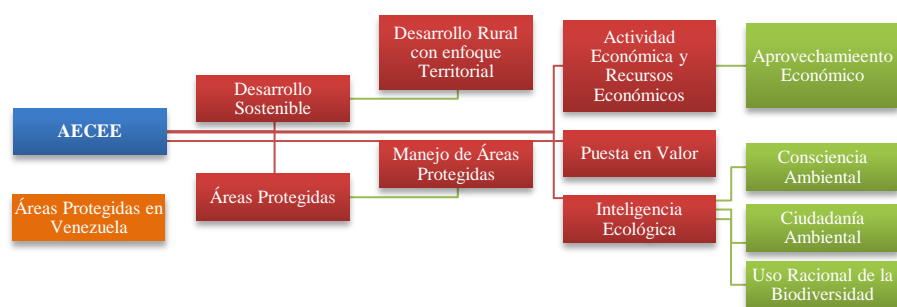 AECEE
Áreas Protegidas en
Venezuela
Desarrollo
Sostenible
Áreas Protegidas
Desarrollo Rural
con enfoque
Territorial
Manejo de Áreas
Protegidas
Actividad
Económica y
Recursos
Económicos
Puesta en Valor
Inteligencia
Ecológica
Aprovechamieento
Económico
Consciencia
Ambiental
Ciudadanía
Ambiental
Uso Racional de la
Biodiversidad